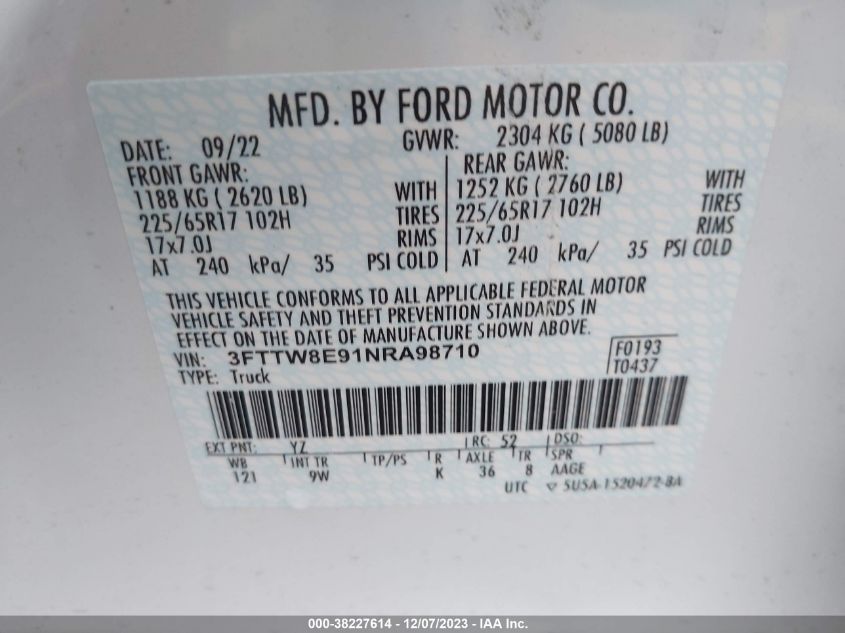 MFD. BY FORD MOTOR CO.
DATE: 09/22 GVWR: 2304 KG ( 5080 LB)
FRONT GAWR: REAR GAWR:
1188 KG ( 2620 LB) WITH 1252 KG ( 2760 LB) WITH
225/65R17 102H TIRES 225/65R17 102H TIRES
17x7.0J RIMS 17x7.0J RIMS
AT 240 kPa/ 35 PSI COLD AT 240 kPa/ 35 PSI COLD
THIS VEHICLE CONFORMS TO ALL APPLICABLE FEDERAL MOTOR
VEHICLE SAFETY AND THEFT PREVENTION STANDARDS IN
EFFECT ON THE DATE OF MANUFACTURE SHOWN ABOVE.
VIN: 3FTTW8E91NRA98710 F0193
TYPE: Truck T0437
EXT PNT: YZ RC: 52 DSO:
WB INT TR TP/PS R AXLE TR SPR
121 9W K 36 8 AAGE
UTC ▽ 5U5A-1520472-BA
000-38227614 - 12/07/2023 - IAA Inc.